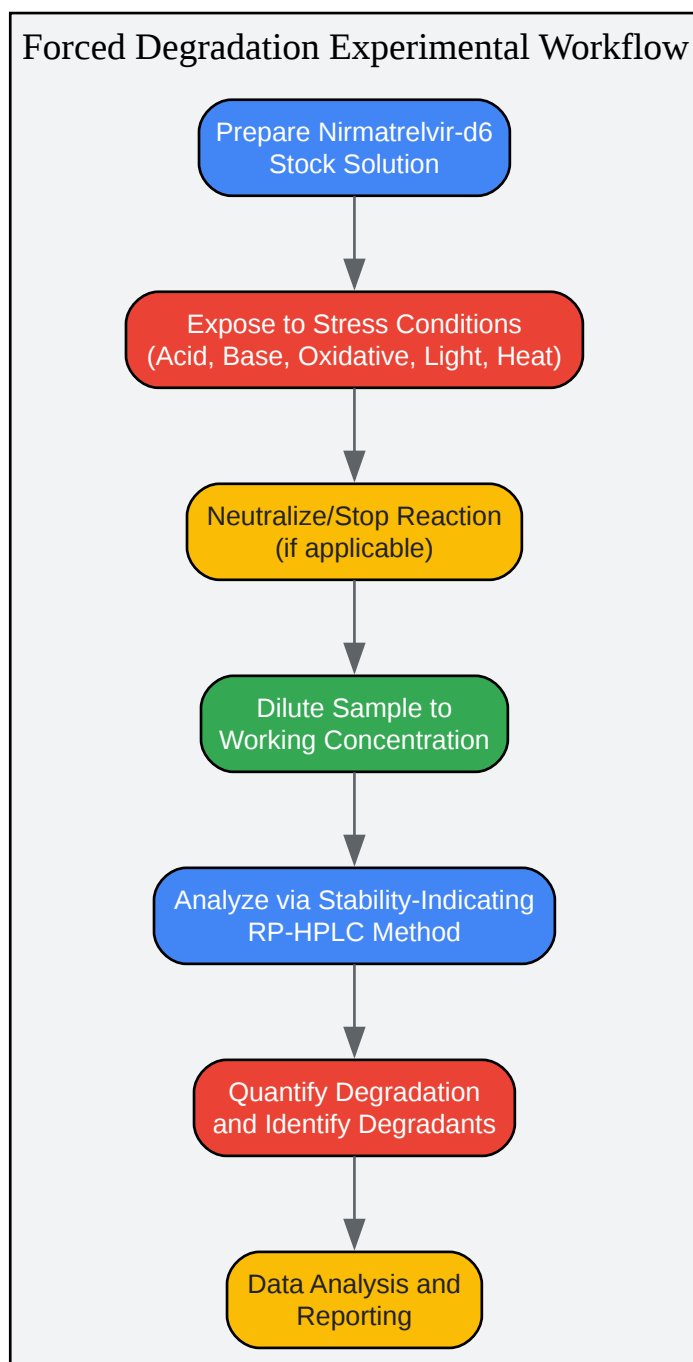 Forced Degradation Experimental Workflow
Prepare Nirmatrelvir-d6
Stock Solution
Expose to Stress Conditions
(Acid, Base, Oxidative, Light, Heat)
Neutralize/Stop Reaction
(if applicable)
Dilute Sample to
Working Concentration
Analyze via Stability-Indicating
RP-HPLC Method
Quantify Degradation
and Identify Degradants
Data Analysis and
Reporting